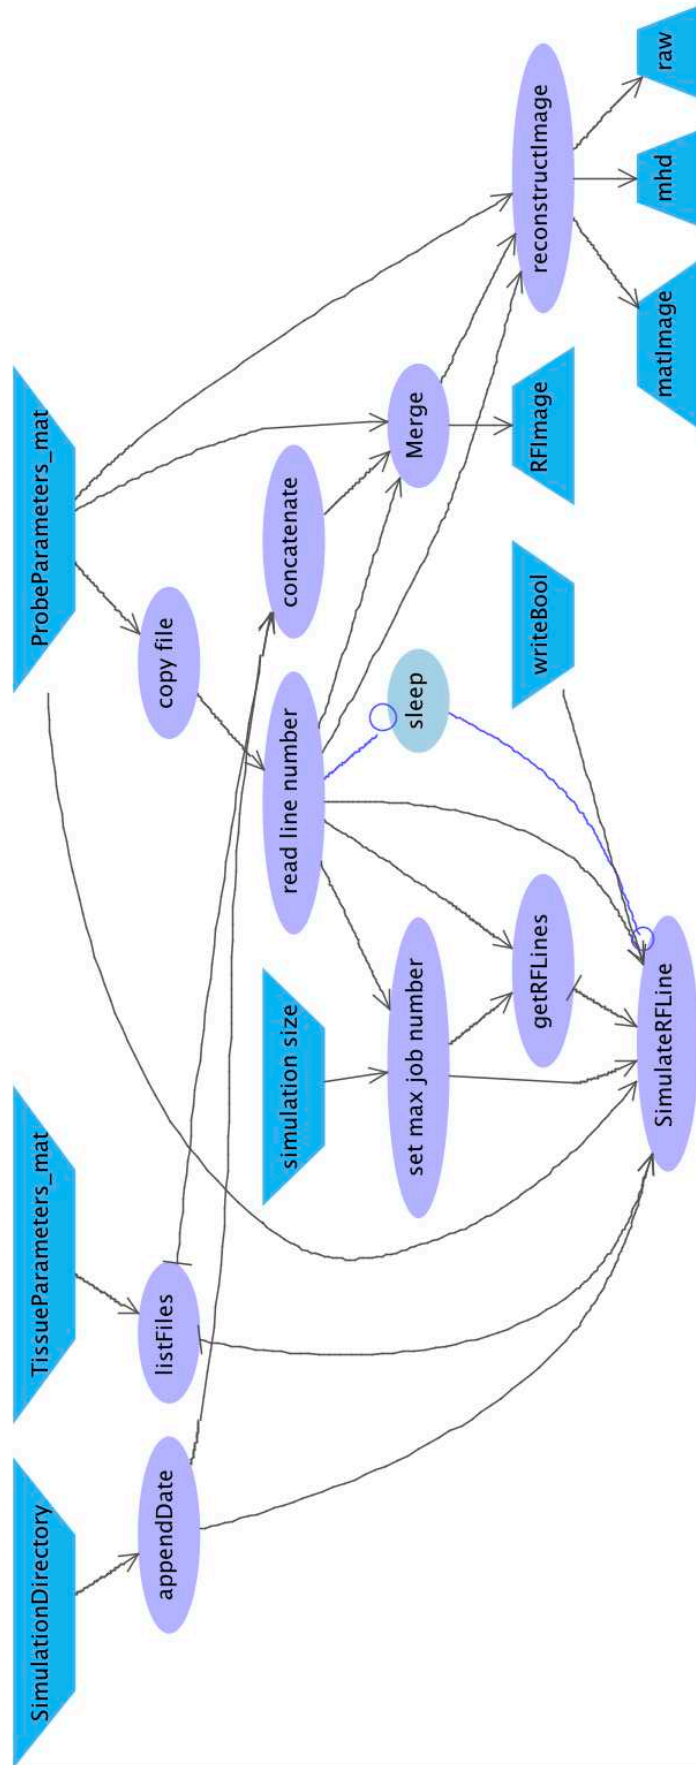 SimulationDirectory
TissueParameters_mat
ProbeParameters_mat
appendDate
listFiles
copy file
simulation size
read line number
concatenate
set max job number
sleep
Merge
getRFLines
writeBool
RFImage
reconstructImage
SimulateRFLine
matImage
mhd
raw